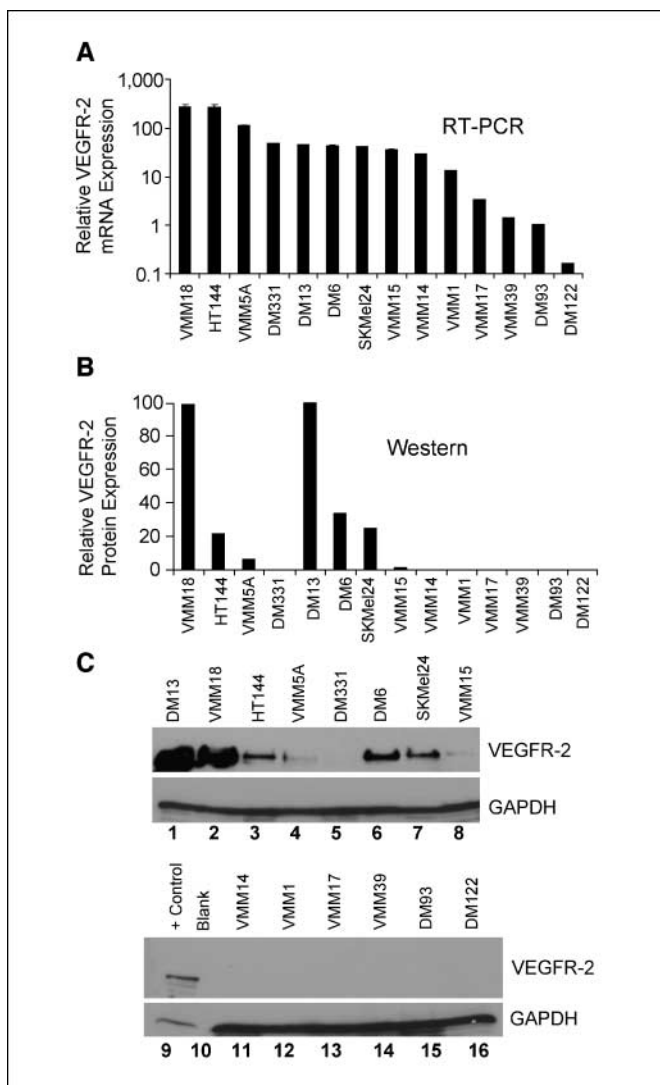 A
Relative VEGFR-2
mRNA Expression
1,000
100
10
1
0.1
RT-PCR
VMM18
HT144
VMM5A
DM331
DM13
DM6
SKMel24
VMM15
VMM14
VMM1
VMM17
VMM39
DM93
DM122
B
Relative VEGFR-2
Protein Expression
100
80
60
40
20
0
Western
VMM18
HT144
VMM5A
DM331
DM13
DM6
SKMel24
VMM15
VMM14
VMM1
VMM17
VMM39
DM93
DM122
C
DM13
VMM18
HT144
VMM5A
DM331
DM6
SKMel24
VMM15
VEGFR-2
GAPDH
1 2 3 4 5 6 7 8
+ Control
Blank
VMM14
VMM1
VMM17
VMM39
DM93
DM122
VEGFR-2
GAPDH
9 10 11 12 13 14 15 16